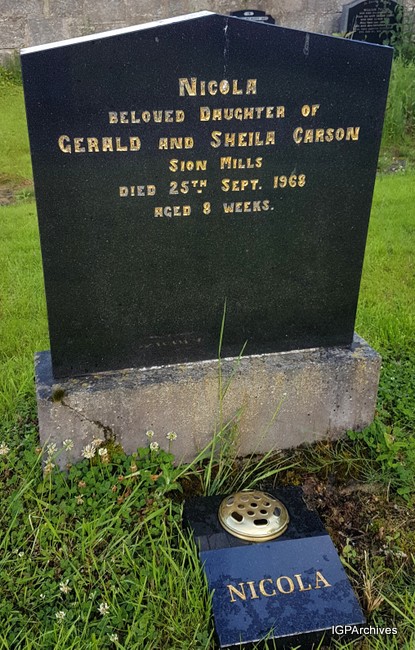 Nicola
Beloved Daughter of
Gerald and Sheila Carson
Sion Mills
Died 25th Sept. 1968
Aged 8 weeks.
NICOLA
IGPArchives